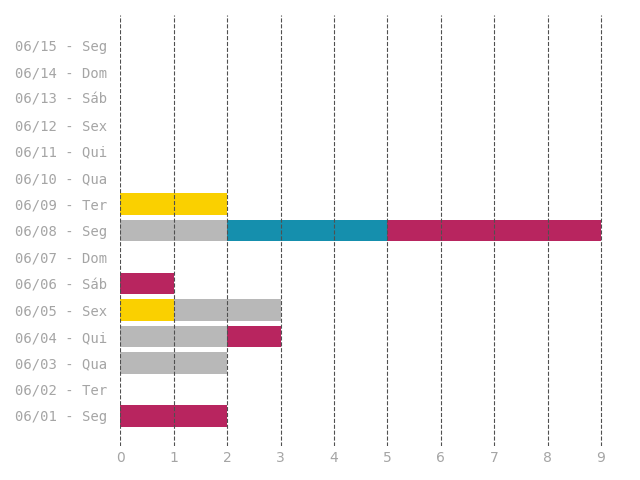 06/15 - Seg
06/14 - Dom
06/13 - Sáb
06/12 - Sex
06/11 - Qui
06/10 - Qua
06/09 - Ter
06/08 - Seg
06/07 - Dom
06/06 - Sáb
06/05 - Sex
06/04 - Qui
06/03 - Qua
06/02 - Ter
06/01 - Seg
0 1 2 3 4 5 6 7 8 9